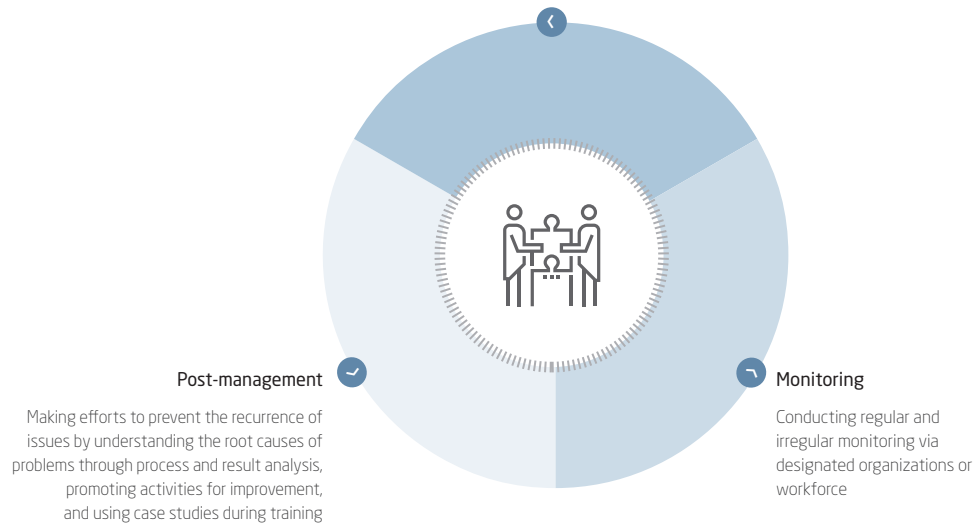 Post-management
Making efforts to prevent the recurrence of
issues by understanding the root causes of
problems through process and result analysis,
promoting activities for improvement,
and using case studies during training
Monitoring
Conducting regular and
irregular monitoring via
designated organizations or
workforce